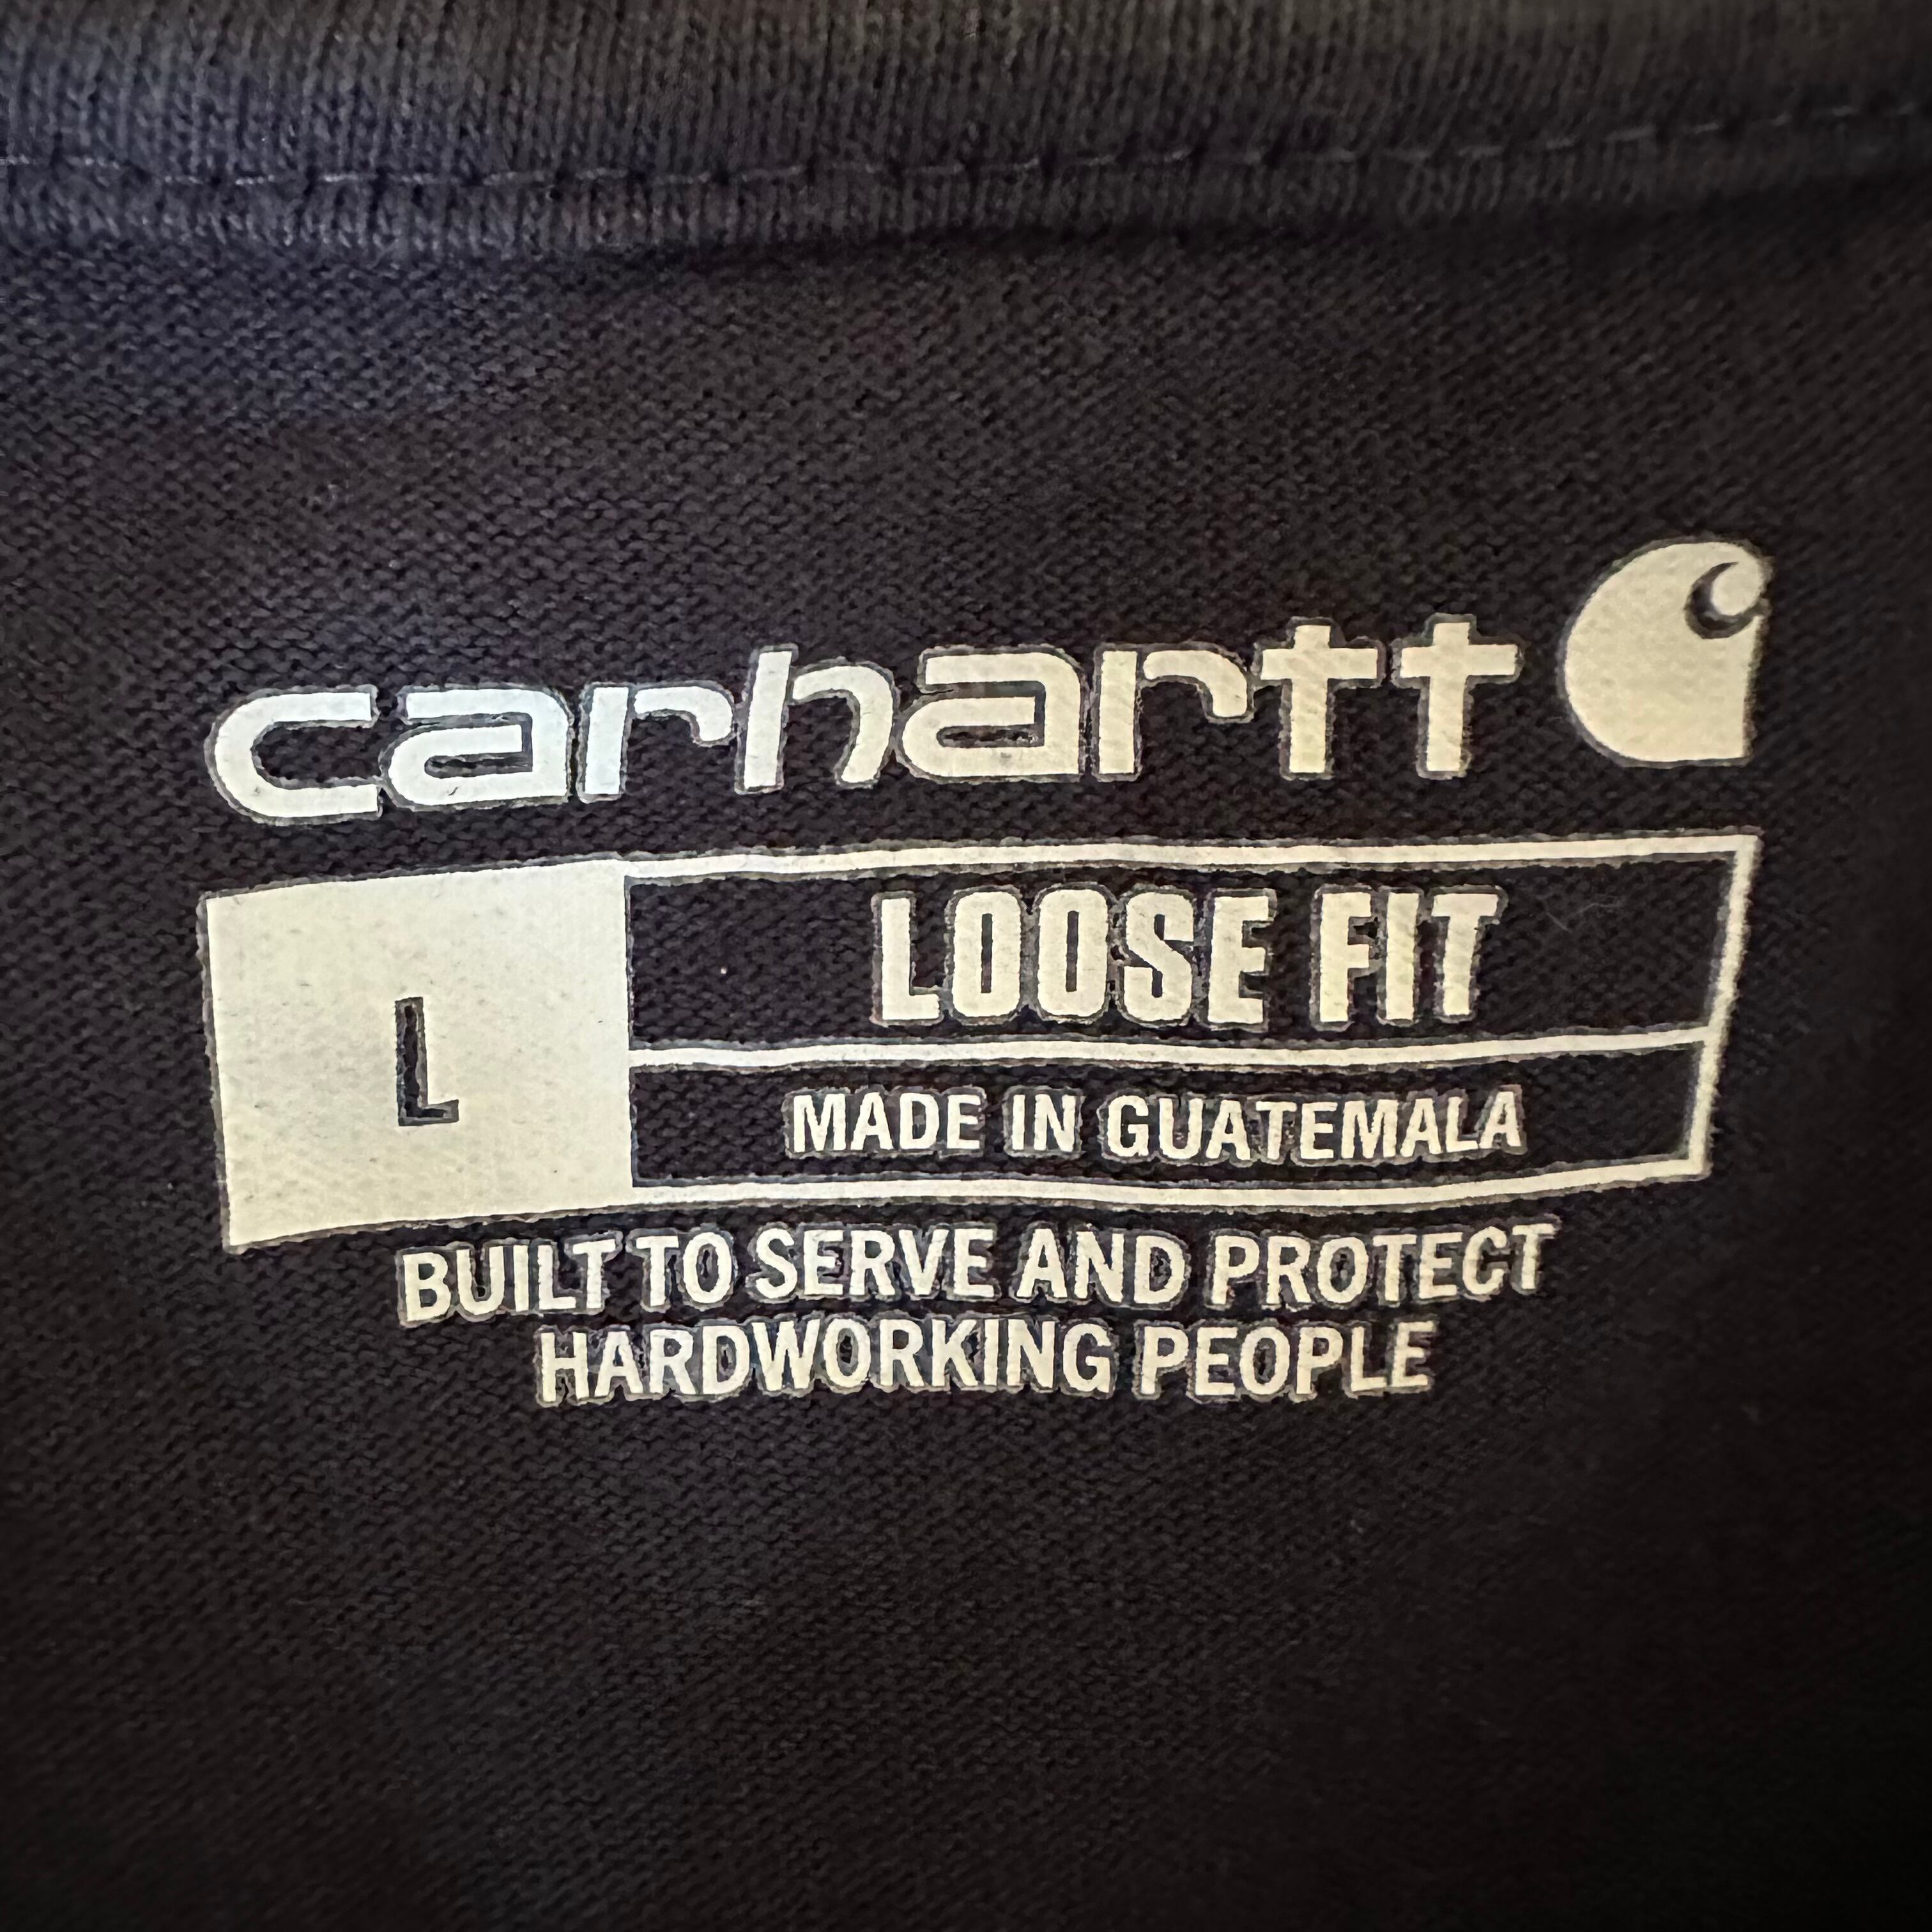 carhartt
L
LOOSE FIT
MADE IN GUATEMALA
BUILT TO SERVE AND PROTECT
HARDWORKING PEOPLE